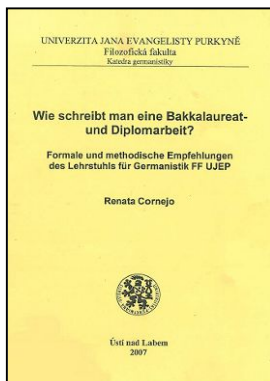 UNIVERZITA JANA EVANGELISTY PURKYNĚ
Filozofická fakulta
Katedra germanistiky
Wie schreibt man eine Bakkalaureat-
und Diplomarbeit?
Formale und methodische Empfehlungen
des Lehrstuhls für Germanistik FF UJEP
Renata Cornejo
Ústí nad Labem
2007